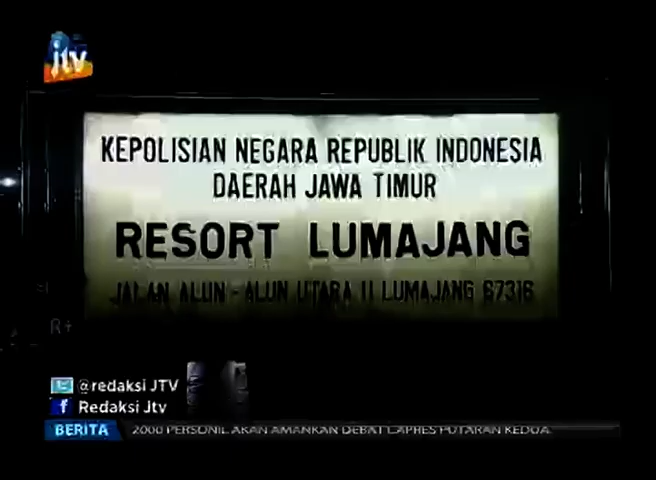 jtv
KEPOLISIAN NEGARA REPUBLIK INDONESIA
DAERAH JAWA TIMUR
RESORT LUMAJANG
JALAN ALUN - ALUN UTARA 11 LUMAJANG 67316
R+
@redaksi JTV
f Redaksi Jtv
BERITA 2000 PERSONIL AKAN AMANKAN DEBAT CAPRES PUTARAN KEDUA